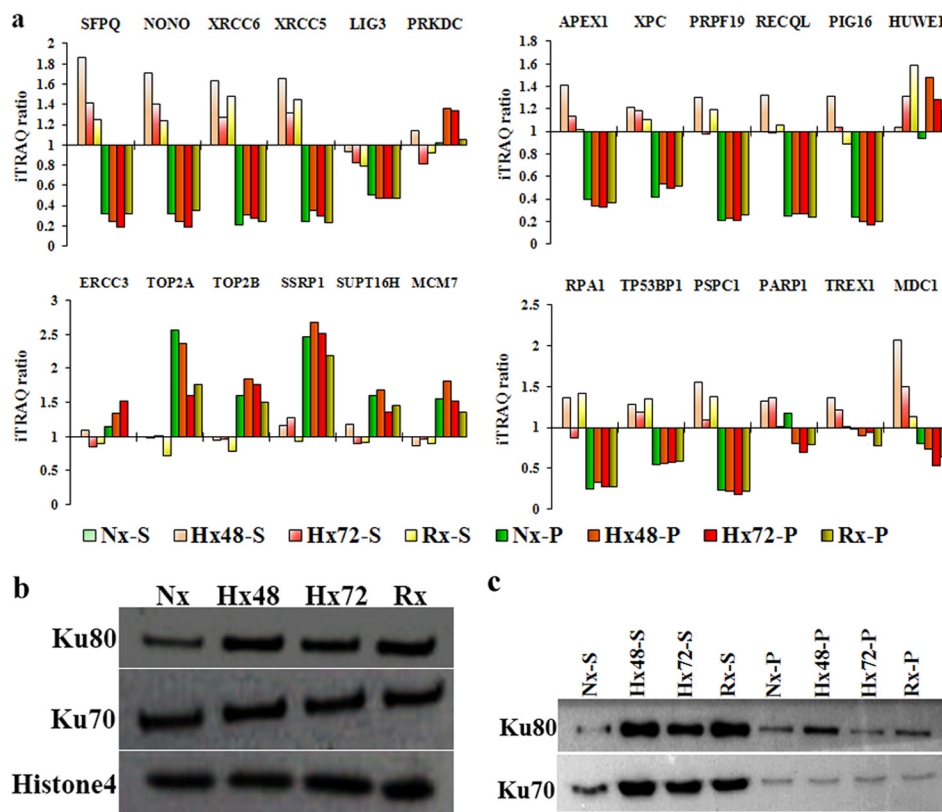 a
SFPQ NONO XRCC6 XRCC5 LIG3 PRKDC
iTRAQ ratio
2
1.8
1.6
1.4
1.2
1
0.8
0.6
0.4
0.2
0
APEX1 XPC PRPF19 RECQL PIG16 HUWE1
iTRAQ ratio
1.8
1.6
1.4
1.2
1
0.8
0.6
0.4
0.2
0
ERCC3 TOP2A TOP2B SSRP1 SUPT16H MCM7
iTRAQ ratio
3
2.5
2
1.5
1
0.5
0
RPA1 TP53BP1 PSPC1 PARP1 TREX1 MDC1
iTRAQ ratio
2.5
2
1.5
1
0.5
0
Nx-S Hx48-S Hx72-S Rx-S Nx-P Hx48-P Hx72-P Rx-P
b
Nx Hx48 Hx72 Rx
Ku80
Ku70
Histone4
c
Nx-S Hx48-S Hx72-S Rx-S Nx-P Hx48-P Hx72-P Rx-P
Ku80
Ku70